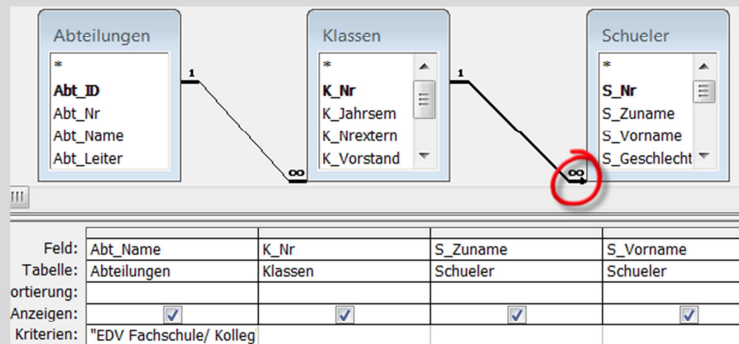 Abteilungen
*
Abt_ID
Abt_Nr
Abt_Name
Abt_Leiter
1
∞
Klassen
*
K_Nr
K_Jahrsem
K_Nrextern
K_Vorstand
1
∞
Schueler
*
S_Nr
S_Zuname
S_Vorname
S_Geschlecht
Feld: Abt_Name K_Nr S_Zuname S_Vorname
Tabelle: Abteilungen Klassen Schueler Schueler
ortierung:
Anzeigen:
Kriterien: "EDV Fachschule/ Kolleg